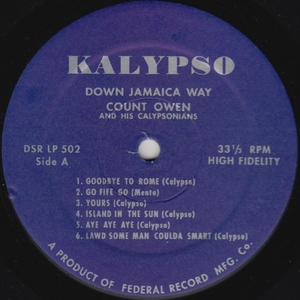 KALYPSO
DOWN JAMAICA WAY
COUNT OWEN
AND HIS CALYPSONIANS
DSR LP 502
Side A
33⅓ RPM
HIGH FIDELITY
1. GOODBYE TO ROME (Calypso)
2. GO FIFE GO (Mento)
3. YOURS (Calypso)
4. ISLAND IN THE SUN (Calypso)
5. AYE AYE AYE (Calypso)
6. LAWD SOME MAN COULDA SMART (Calypso)
A PRODUCT OF FEDERAL RECORD MFG. Co.